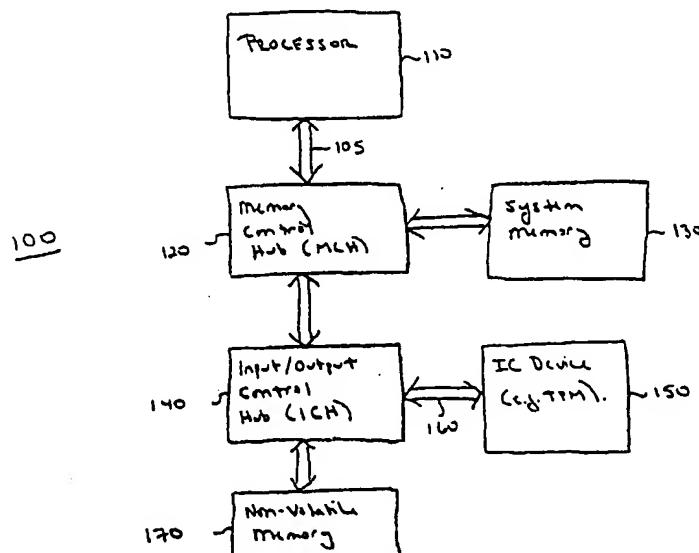 PROCESSOR
110
105
Memory
Control
Hub (MCH)
120
System
Memory
130
100
Input/Output
Control
Hub (ICH)
140
IC Device
(e.g. TPM).
150
160
Non-Volatile
Memory
170